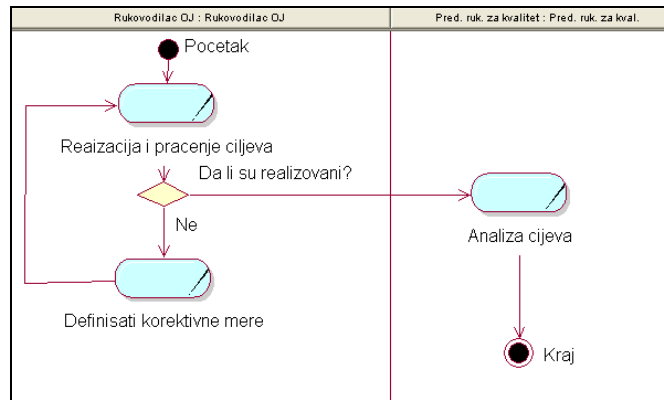 Rukovodilac OJ : Rukovodilac OJ
Pred. ruk. za kvalitet : Pred. ruk. za kval.
Pocetak
Reaizacija i pracenje ciljeva
Da li su realizovani?
Ne
Analiza cijeva
Definisati korektivne mere
Kraj